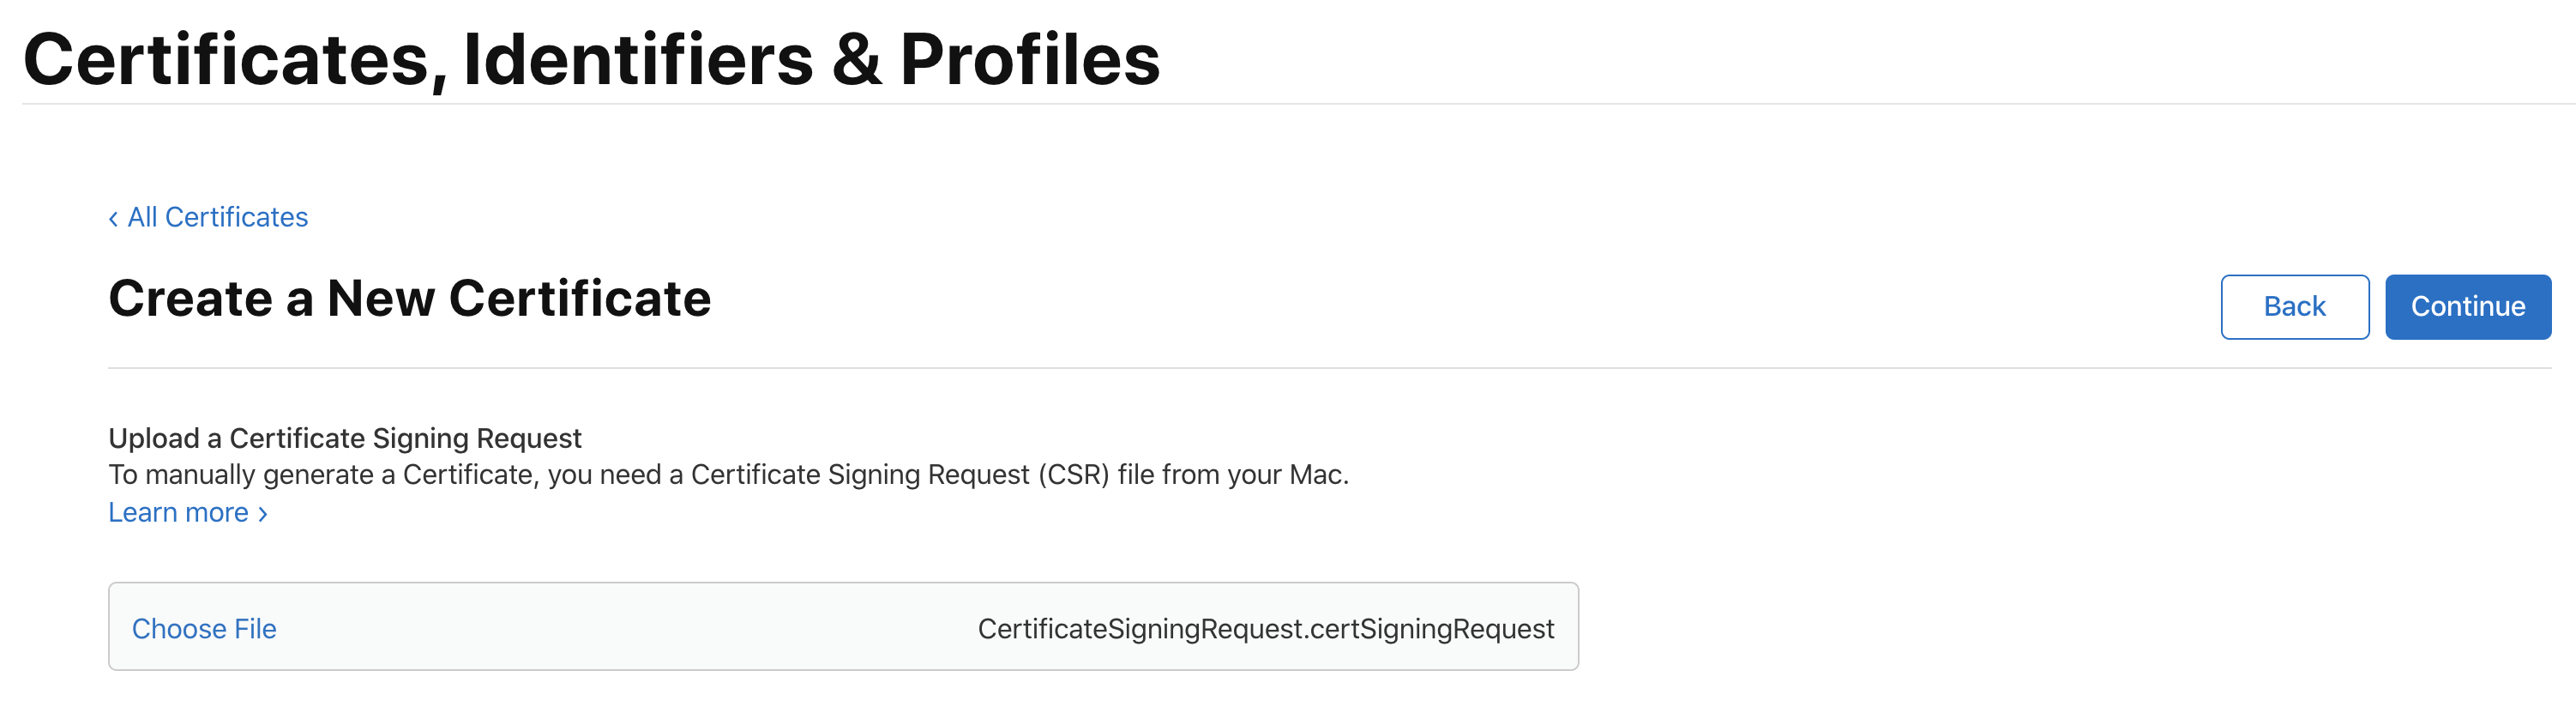 Certificates, Identifiers & Profiles
‹ All Certificates
Create a New Certificate
Back
Continue
Upload a Certificate Signing Request
To manually generate a Certificate, you need a Certificate Signing Request (CSR) file from your Mac.
Learn more ›
Choose File
CertificateSigningRequest.certSigningRequest